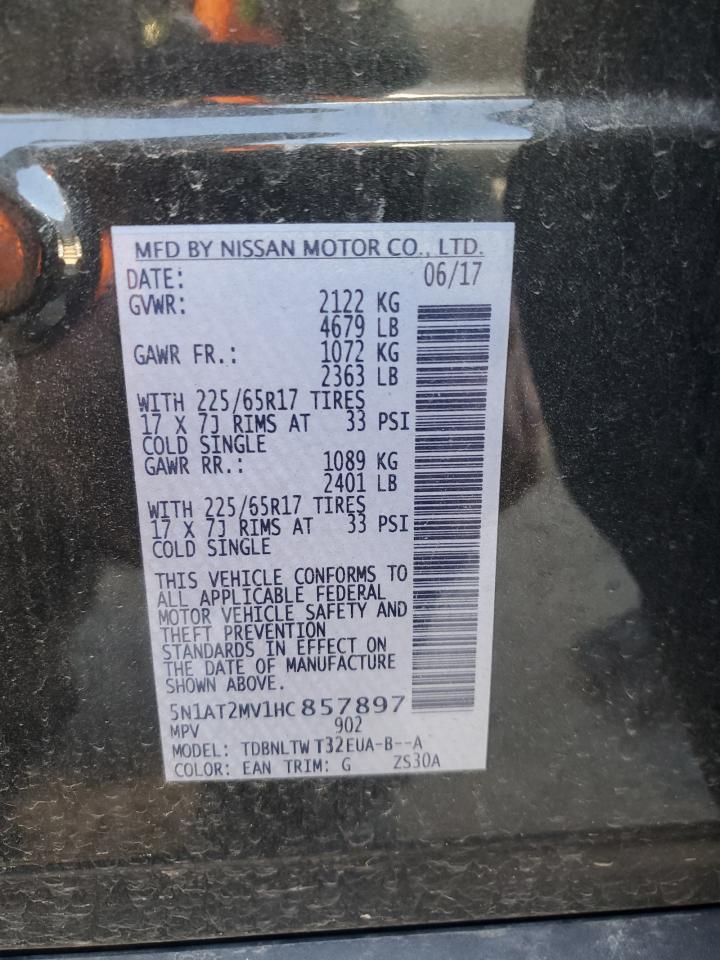 MFD BY NISSAN MOTOR CO., LTD.
DATE: 06/17
GVWR: 2122 KG
4679 LB
GAWR FR.: 1072 KG
2363 LB
WITH 225/65R17 TIRES
17 X 7J RIMS AT 33 PSI
COLD SINGLE
GAWR RR.: 1089 KG
2401 LB
WITH 225/65R17 TIRES
17 X 7J RIMS AT 33 PSI
COLD SINGLE
THIS VEHICLE CONFORMS TO
ALL APPLICABLE FEDERAL
MOTOR VEHICLE SAFETY AND
THEFT PREVENTION
STANDARDS IN EFFECT ON
THE DATE OF MANUFACTURE
SHOWN ABOVE.
5N1AT2MV1HC857897
MPV 902
MODEL: TDBNLTW T32EUA-B--A
COLOR: EAN TRIM: G ZS30A